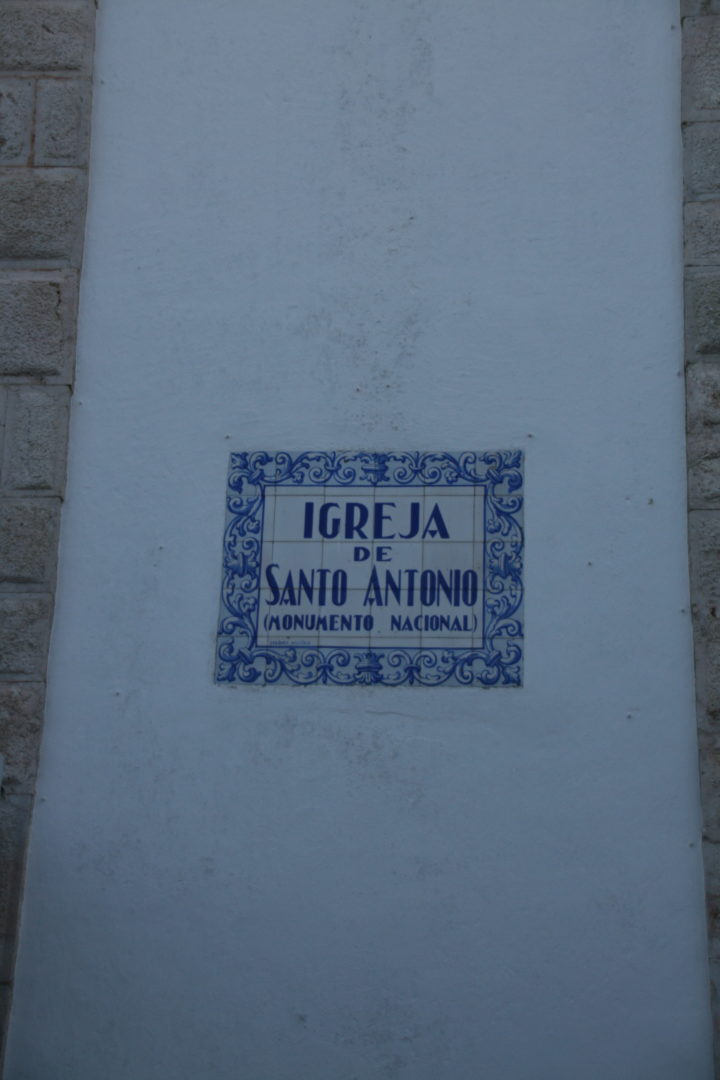 IGREJA
DE
SANTO ANTONIO
(MONUMENTO NACIONAL)